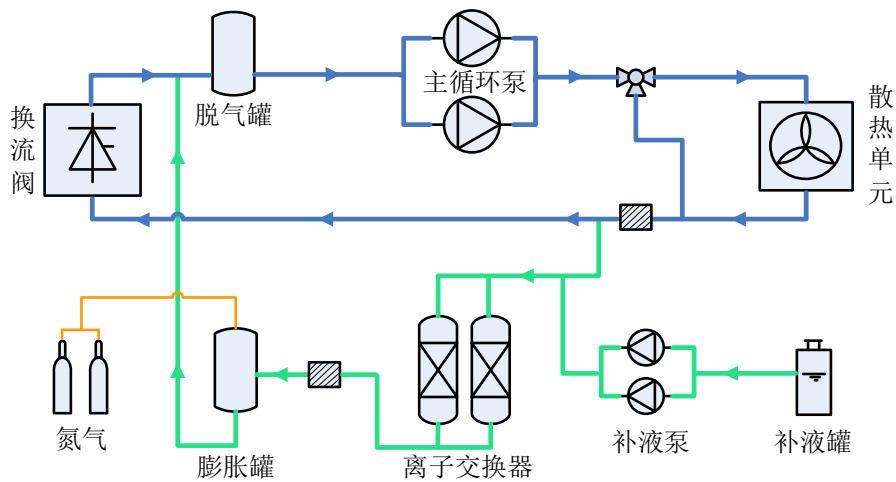 脱气罐
主循环泵
换流阀
散热单元
氮气
膨胀罐
离子交换器
补液泵
补液罐